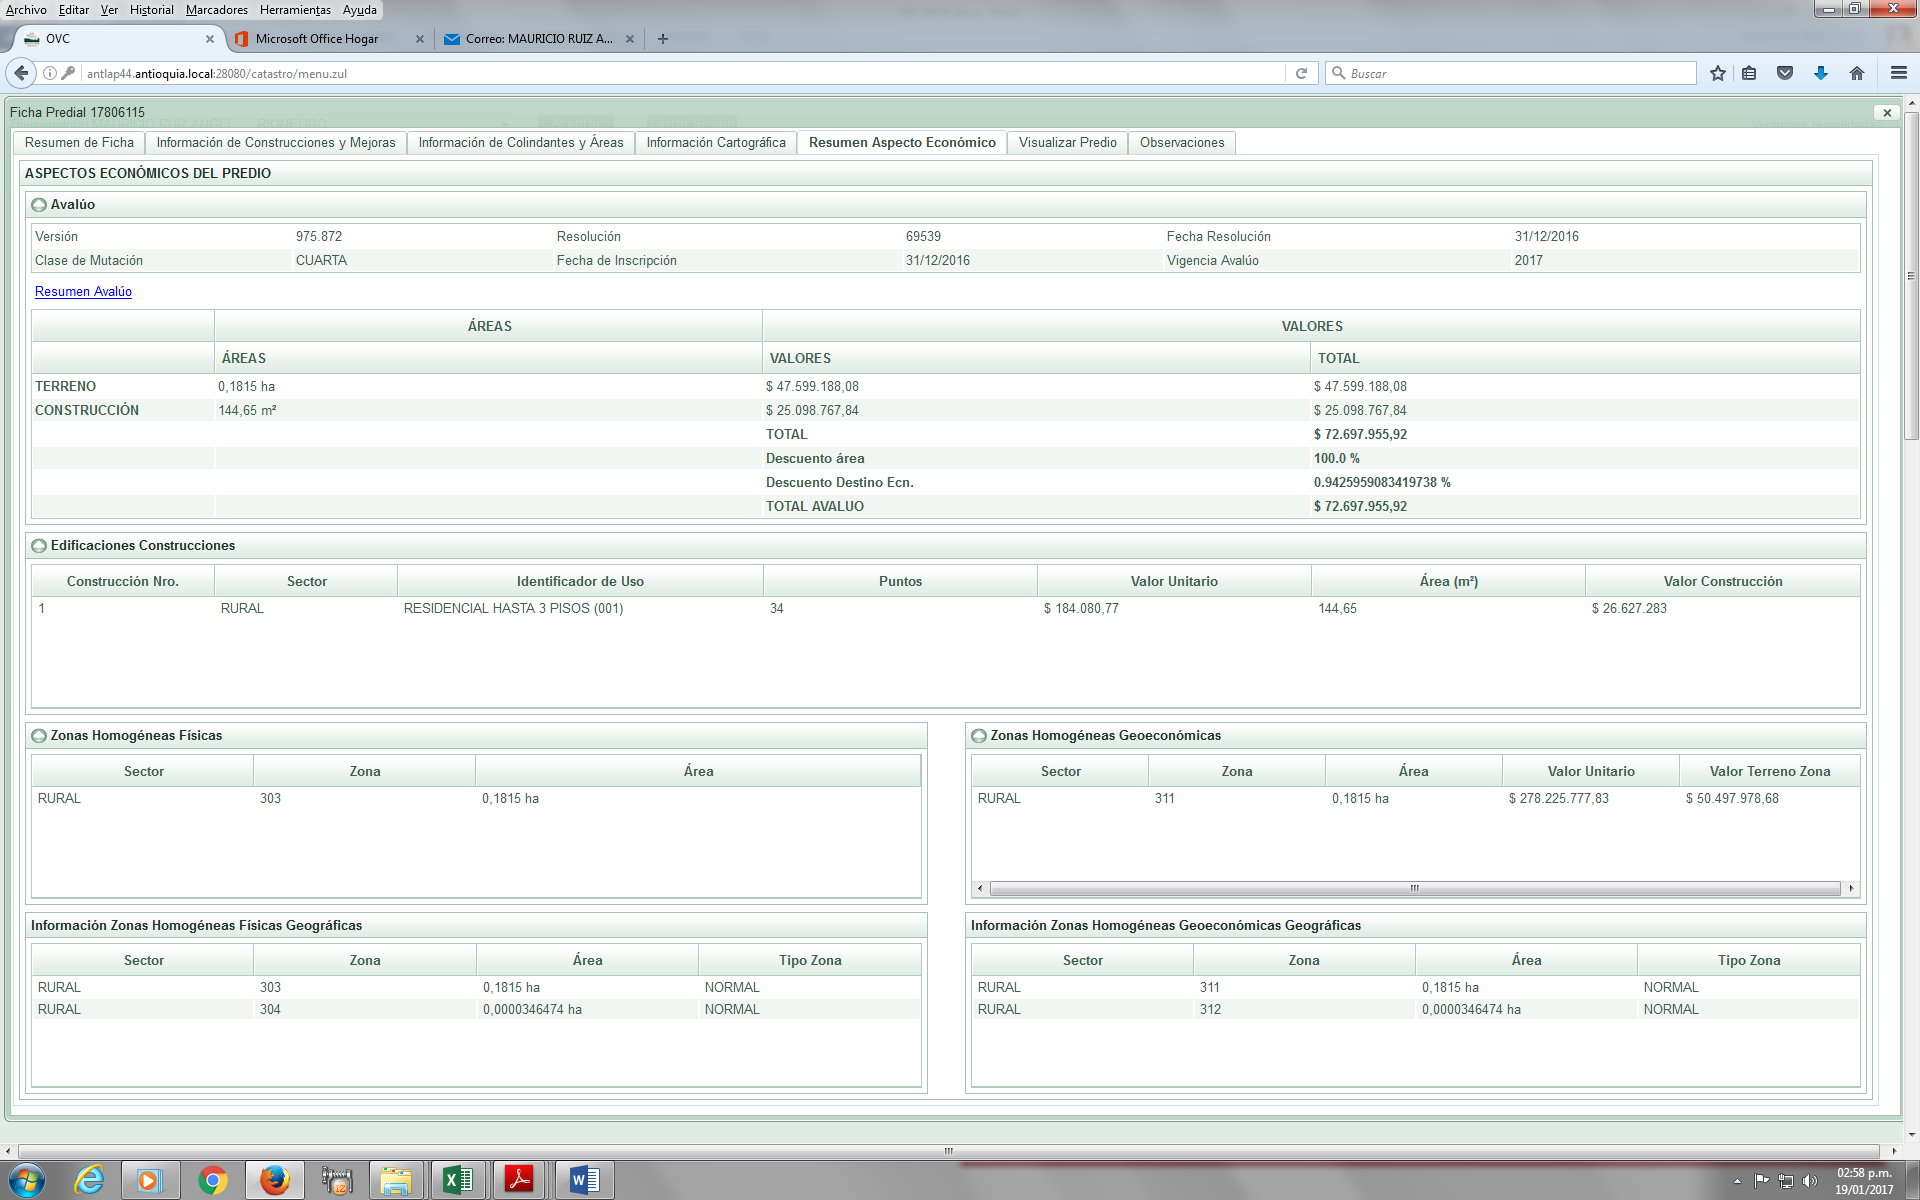 Archivo Editar Ver Historial Marcadores Herramientas Ayuda
OVC Microsoft Office Hogar Correo: MAURICIO RUIZ A...
antlap44.antioquia.local:28080/catastro/menu.zul Buscar
Ficha Predial 17806115
Resumen de Ficha Información de Construcciones y Mejoras Información de Colindantes y Áreas Información Cartográfica Resumen Aspecto Económico Visualizar Predio Observaciones
ASPECTOS ECONÓMICOS DEL PREDIO
Avalúo
Versión 975.872 Resolución 69539 Fecha Resolución 31/12/2016
Clase de Mutación CUARTA Fecha de Inscripción 31/12/2016 Vigencia Avalúo 2017
Resumen Avalúo
ÁREAS VALORES
ÁREAS VALORES TOTAL
TERRENO 0,1815 ha $ 47.599.188,08 $ 47.599.188,08
CONSTRUCCIÓN 144,65 m² $ 25.098.767,84 $ 25.098.767,84
TOTAL $ 72.697.955,92
Descuento área 100.0 %
Descuento Destino Ecn. 0.9425959083419738 %
TOTAL AVALUO $ 72.697.955,92
Edificaciones Construcciones
Construcción Nro. Sector Identificador de Uso Puntos Valor Unitario Área (m²) Valor Construcción
1 RURAL RESIDENCIAL HASTA 3 PISOS (001) 34 $ 184.080,77 144,65 $ 26.627.283
Zonas Homogéneas Físicas
Sector Zona Área
RURAL 303 0,1815 ha
Zonas Homogéneas Geoeconómicas
Sector Zona Área Valor Unitario Valor Terreno Zona
RURAL 311 0,1815 ha $ 278.225.777,83 $ 50.497.978,68
Información Zonas Homogéneas Físicas Geográficas
Sector Zona Área Tipo Zona
RURAL 303 0,1815 ha NORMAL
RURAL 304 0,0000346474 ha NORMAL
Información Zonas Homogéneas Geoeconómicas Geográficas
Sector Zona Área Tipo Zona
RURAL 311 0,1815 ha NORMAL
RURAL 312 0,0000346474 ha NORMAL
02:58 p.m.
19/01/2017